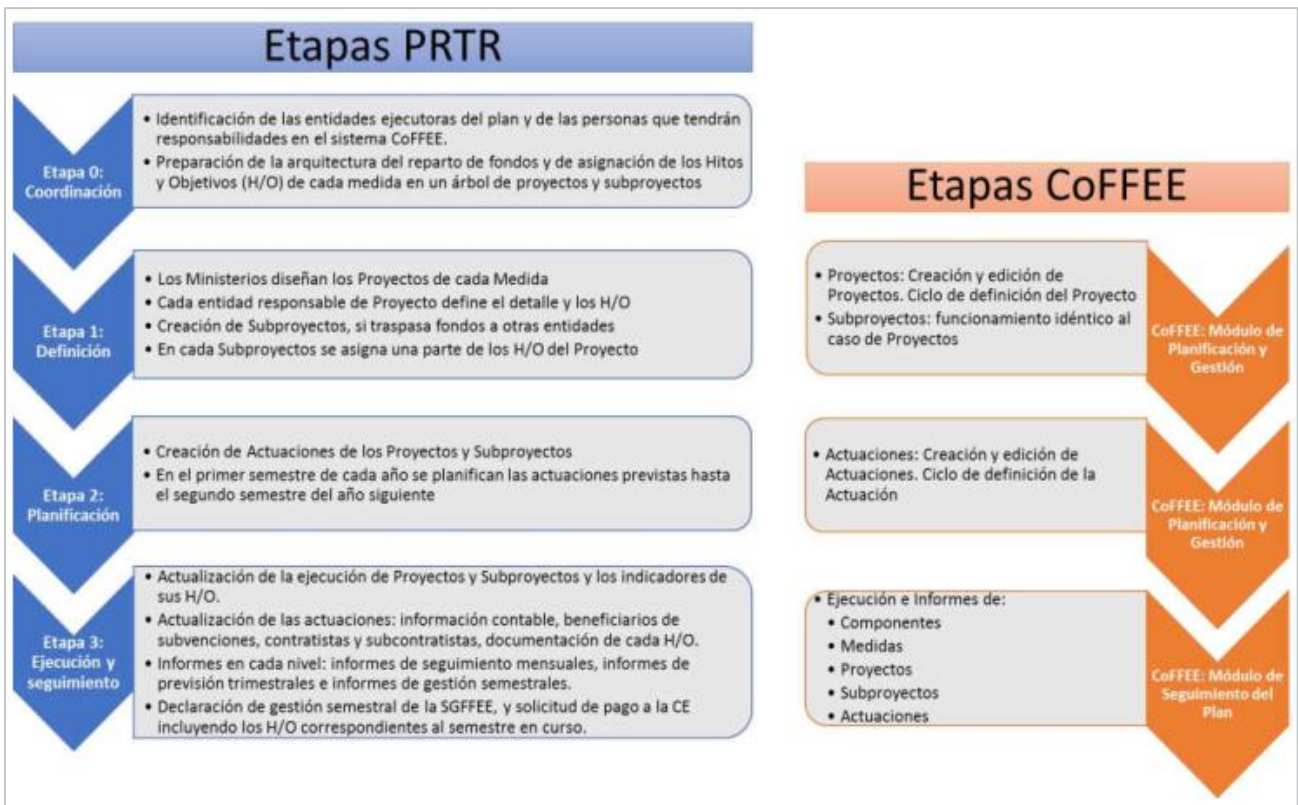 Etapas PRTR
Etapa 0:
Coordinación
• Identificación de las entidades ejecutoras del plan y de las personas que tendrán
responsabilidades en el sistema CoFFEE.
• Preparación de la arquitectura del reparto de fondos y de asignación de los Hitos
y Objetivos (H/O) de cada medida en un árbol de proyectos y subproyectos
Etapa 1:
Definición
• Los Ministerios diseñan los Proyectos de cada Medida
• Cada entidad responsable de Proyecto define el detalle y los H/O
• Creación de Subproyectos, si traspasa fondos a otras entidades
• En cada Subproyectos se asigna una parte de los H/O del Proyecto
Etapa 2:
Planificación
• Creación de Actuaciones de los Proyectos y Subproyectos
• En el primer semestre de cada año se planifican las actuaciones previstas hasta
el segundo semestre del año siguiente
Etapa 3:
Ejecución y
seguimiento
• Actualización de la ejecución de Proyectos y Subproyectos y los indicadores de
sus H/O.
• Actualización de las actuaciones: información contable, beneficiarios de
subvenciones, contratistas y subcontratistas, documentación de cada H/O.
• Informes en cada nivel: informes de seguimiento mensuales, informes de
previsión trimestrales e informes de gestión semestrales.
• Declaración de gestión semestral de la SGFFEE, y solicitud de pago a la CE
incluyendo los H/O correspondientes al semestre en curso.
Etapas CoFFEE
• Proyectos: Creación y edición de
Proyectos. Ciclo de definición del Proyecto
• Subproyectos: funcionamiento idéntico al
caso de Proyectos
CoFFEE: Módulo de
Planificación y
Gestión
Actuaciones: Creación y edición de
Actuaciones. Ciclo de definición de la
Actuación
CoFFEE: Módulo de
Planificación y
Gestión
• Ejecución e Informes de:
• Componentes
• Medidas
• Proyectos
• Subproyectos
• Actuaciones
CoFFEE: Módulo de
Seguimiento del
Plan